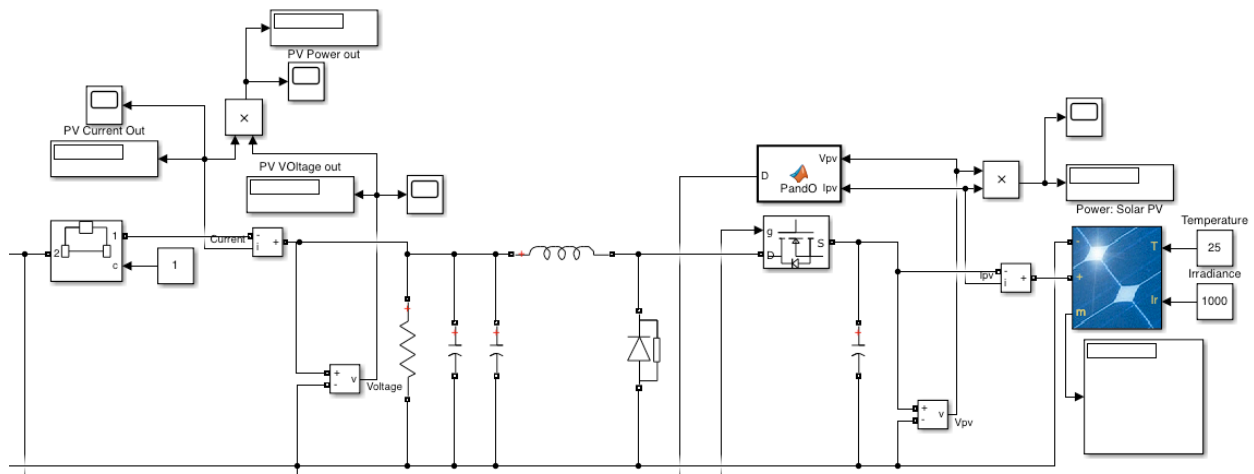 PV Power out
×
PV Current Out
PV VOltage out
2
1
c
1
Current
-
i
+
+
-
v
Voltage
+
+
+
+
D
Vpv
Ipv
PandO
g
D
S
+
×
Power: Solar PV
Temperature
25
Irradiance
1000
Ipv
-
i
+
-
+
m
T
Ir
+
-
v
Vpv